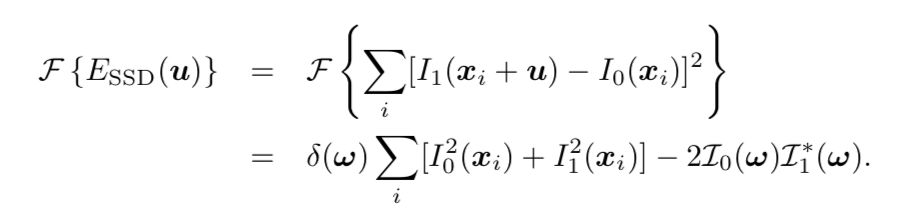 ℱ {E_SSD(𝒖)} = ℱ { ∑_i [I_1(𝒙_i + 𝒖) − I_0(𝒙_i)]^2 }
= δ(𝝎) ∑_i [I_0^2(𝒙_i) + I_1^2(𝒙_i)] − 2ℐ_0(𝝎)ℐ_1^*(𝝎).